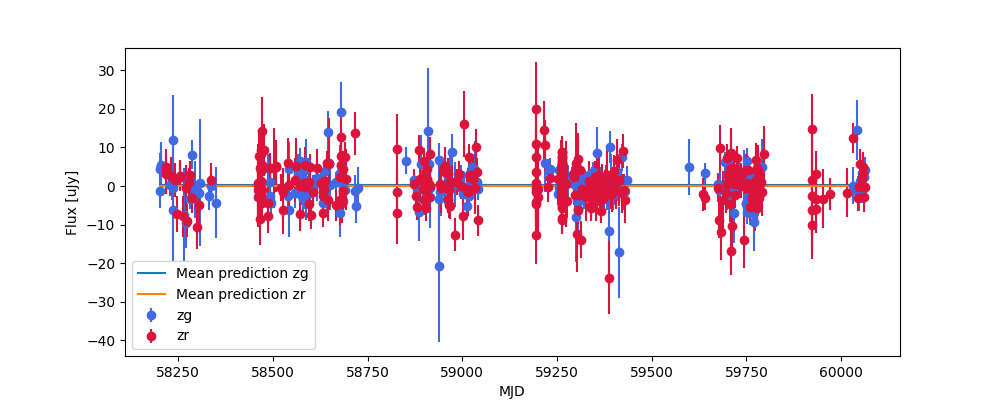 30
20
10
0
−10
−20
−30
−40
Flux [uJy]
Mean prediction zg
Mean prediction zr
zg
zr
58250 58500 58750 59000 59250 59500 59750 60000
MJD